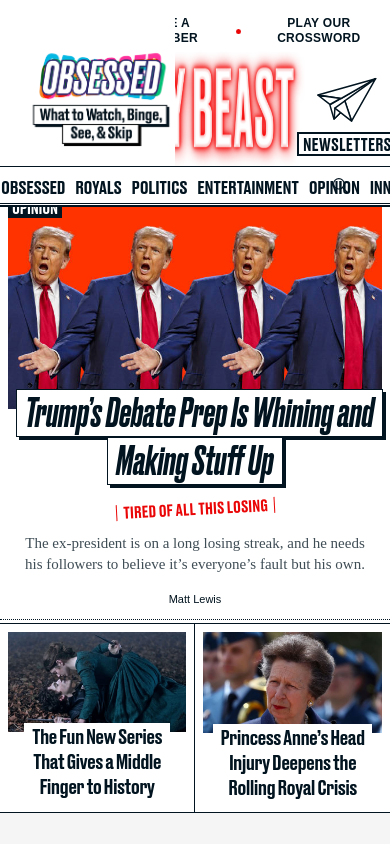 E A
BER
PLAY OUR
CROSSWORD
OBSESSED
What to Watch, Binge,
See, & Skip
Y BEAST
NEWSLETTERS
OBSESSED ROYALS POLITICS ENTERTAINMENT OPINION INN
OPINION
Trump's Debate Prep Is Whining and
Making Stuff Up
TIRED OF ALL THIS LOSING
The ex-president is on a long losing streak, and he needs
his followers to believe it's everyone's fault but his own.
Matt Lewis
The Fun New Series
That Gives a Middle
Finger to History
Princess Anne's Head
Injury Deepens the
Rolling Royal Crisis